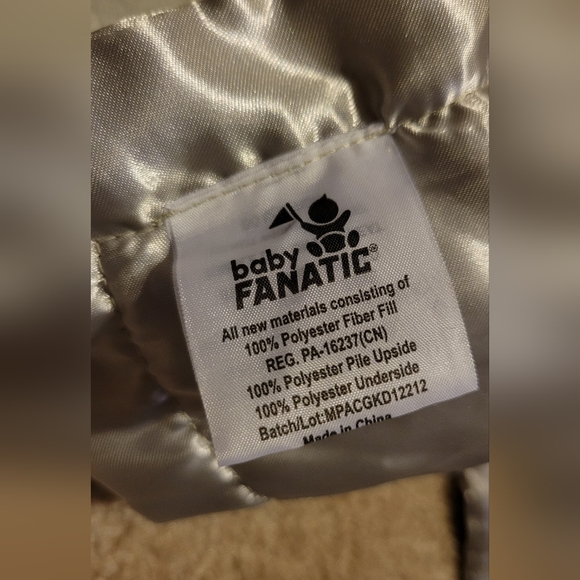 baby
FANATIC®
All new materials consisting of
100% Polyester Fiber Fill
REG. PA-16237(CN)
100% Polyester Pile Upside
100% Polyester Underside
Batch/Lot:MPACGKD12212
Made in China